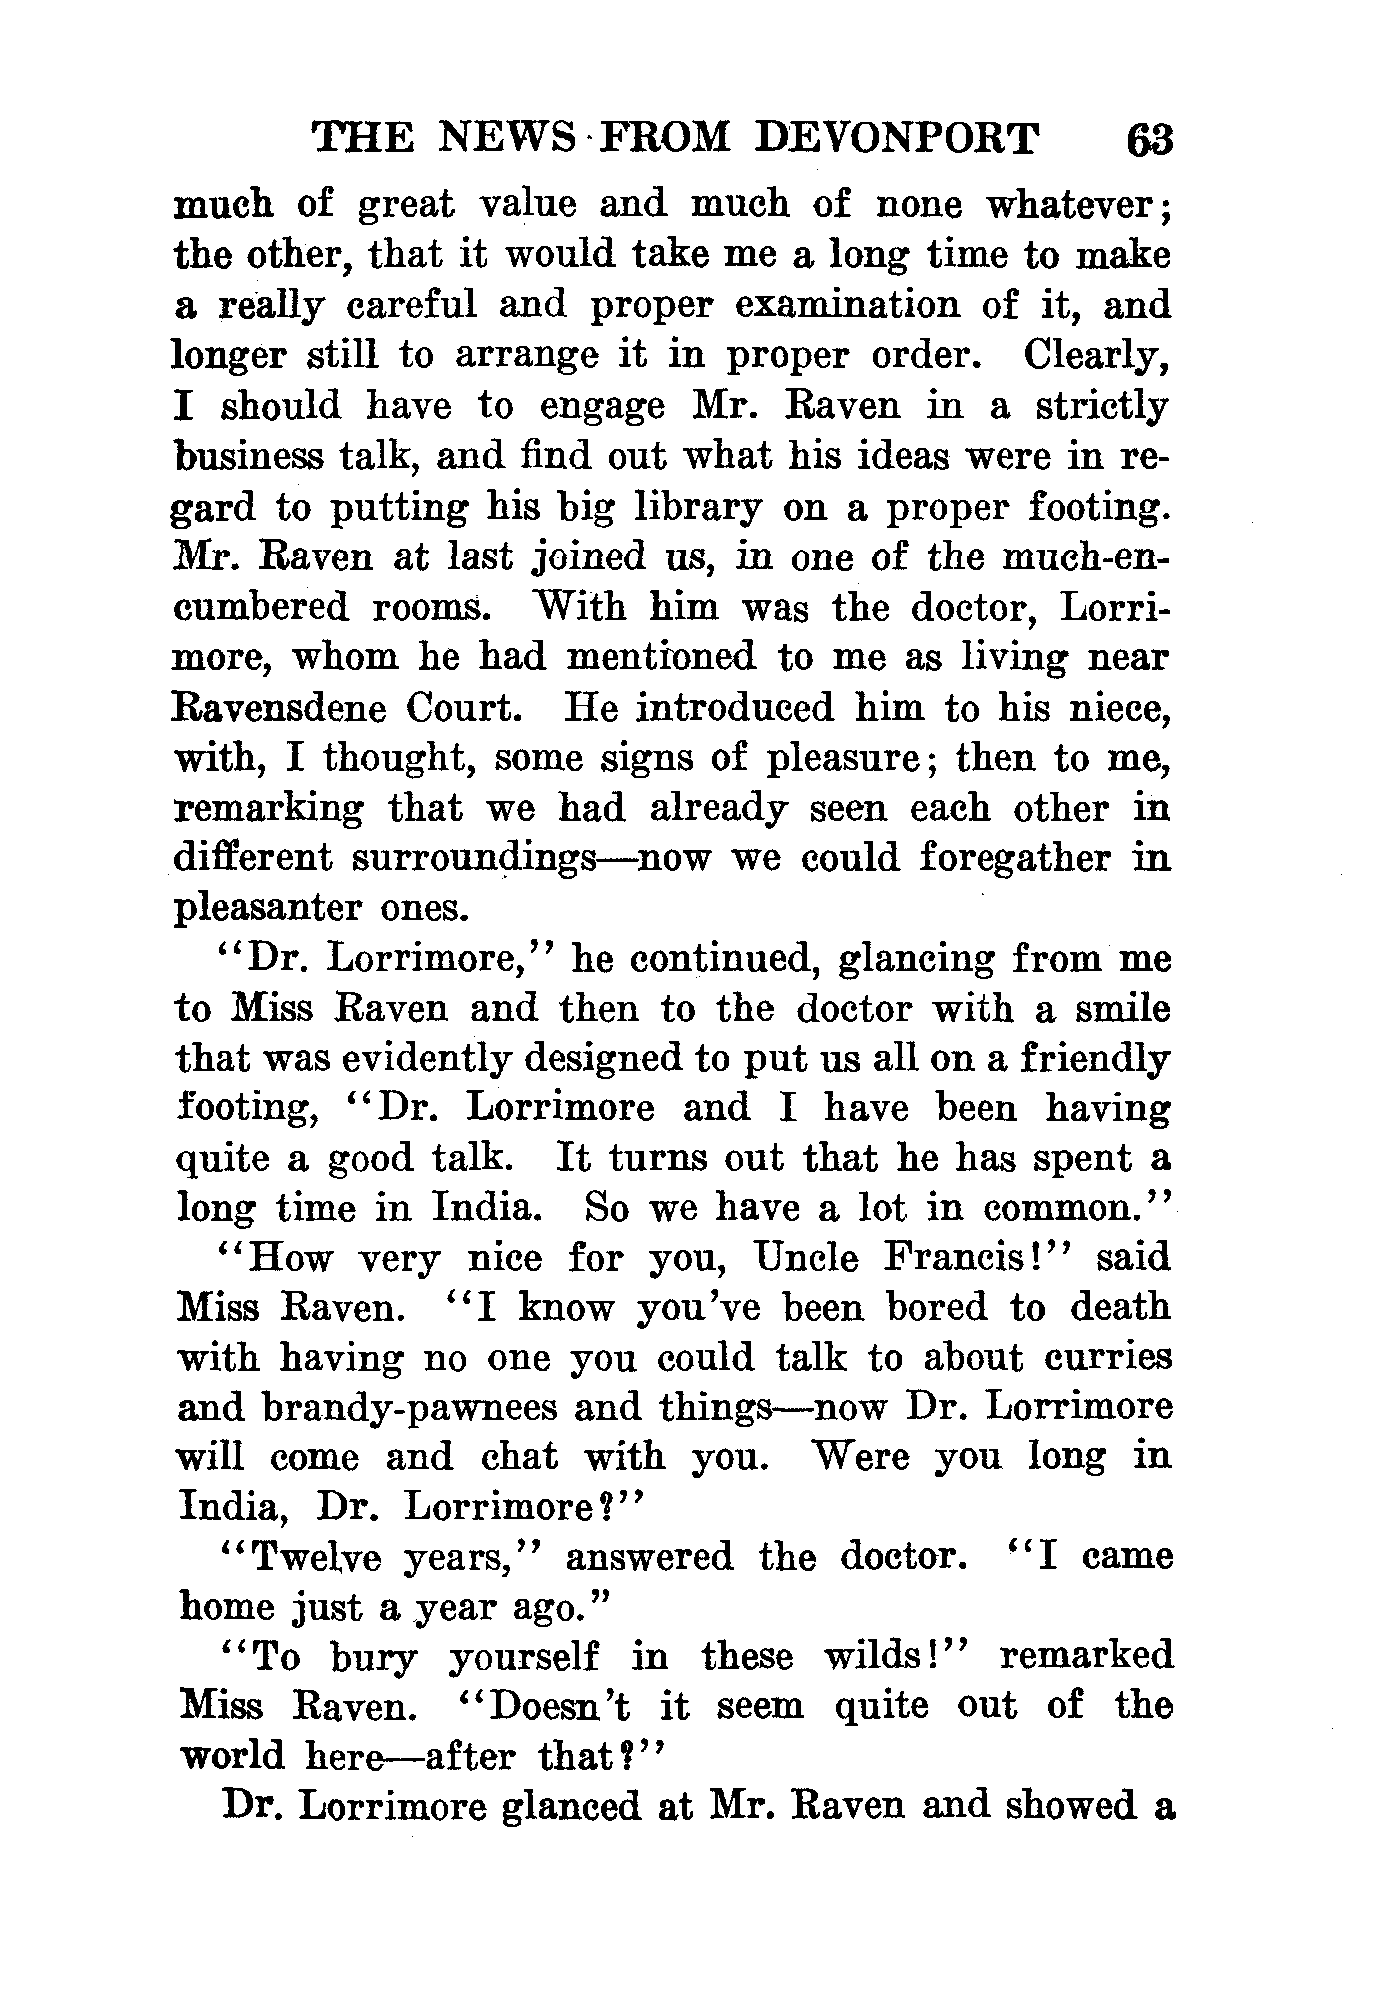 THE NEWS FROM DEVONPORT 63
much of great value and much of none whatever;
the other, that it would take me a long time to make
a really careful and proper examination of it, and
longer still to arrange it in proper order. Clearly,
I should have to engage Mr. Raven in a strictly
business talk, and find out what his ideas were in re-
gard to putting his big library on a proper footing.
Mr. Raven at last joined us, in one of the much-en-
cumbered rooms. With him was the doctor, Lorri-
more, whom he had mentioned to me as living near
Ravensdene Court. He introduced him to his niece,
with, I thought, some signs of pleasure; then to me,
remarking that we had already seen each other in
different surroundings—now we could foregather in
pleasanter ones.
"Dr. Lorrimore," he continued, glancing from me
to Miss Raven and then to the doctor with a smile
that was evidently designed to put us all on a friendly
footing, "Dr. Lorrimore and I have been having
quite a good talk. It turns out that he has spent a
long time in India. So we have a lot in common."
"How very nice for you, Uncle Francis!" said
Miss Raven. "I know you've been bored to death
with having no one you could talk to about curries
and brandy-pawnees and things—now Dr. Lorrimore
will come and chat with you. Were you long in
India, Dr. Lorrimore?"
"Twelve years," answered the doctor. "I came
home just a year ago."
"To bury yourself in these wilds!" remarked
Miss Raven. "Doesn't it seem quite out of the
world here—after that?"
Dr. Lorrimore glanced at Mr. Raven and showed a